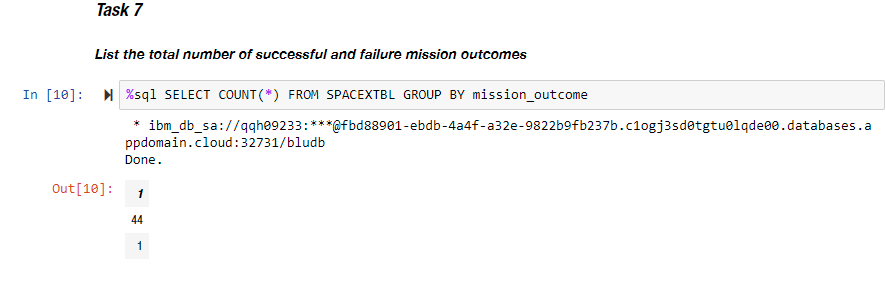 Task 7
List the total number of successful and failure mission outcomes
In [10]: %sql SELECT COUNT(*) FROM SPACEXTBL GROUP BY mission_outcome
* ibm_db_sa://qqh09233:***@fbd88901-ebdb-4a4f-a32e-9822b9fb237b.c1ogj3sd0tgtu0lqde00.databases.a
ppdomain.cloud:32731/bludb
Done.
Out[10]: 1
44
1